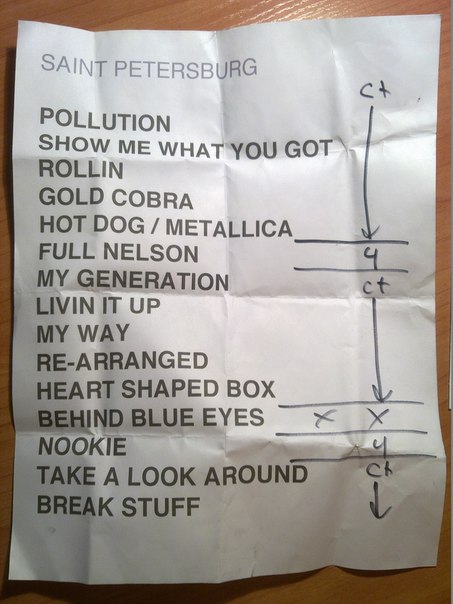 SAINT PETERSBURG
ct
POLLUTION
SHOW ME WHAT YOU GOT
ROLLIN
GOLD COBRA
HOT DOG / METALLICA
FULL NELSON 4
MY GENERATION ct
LIVIN IT UP
MY WAY
RE-ARRANGED
HEART SHAPED BOX
BEHIND BLUE EYES X X
NOOKIE 4
TAKE A LOOK AROUND ct
BREAK STUFF